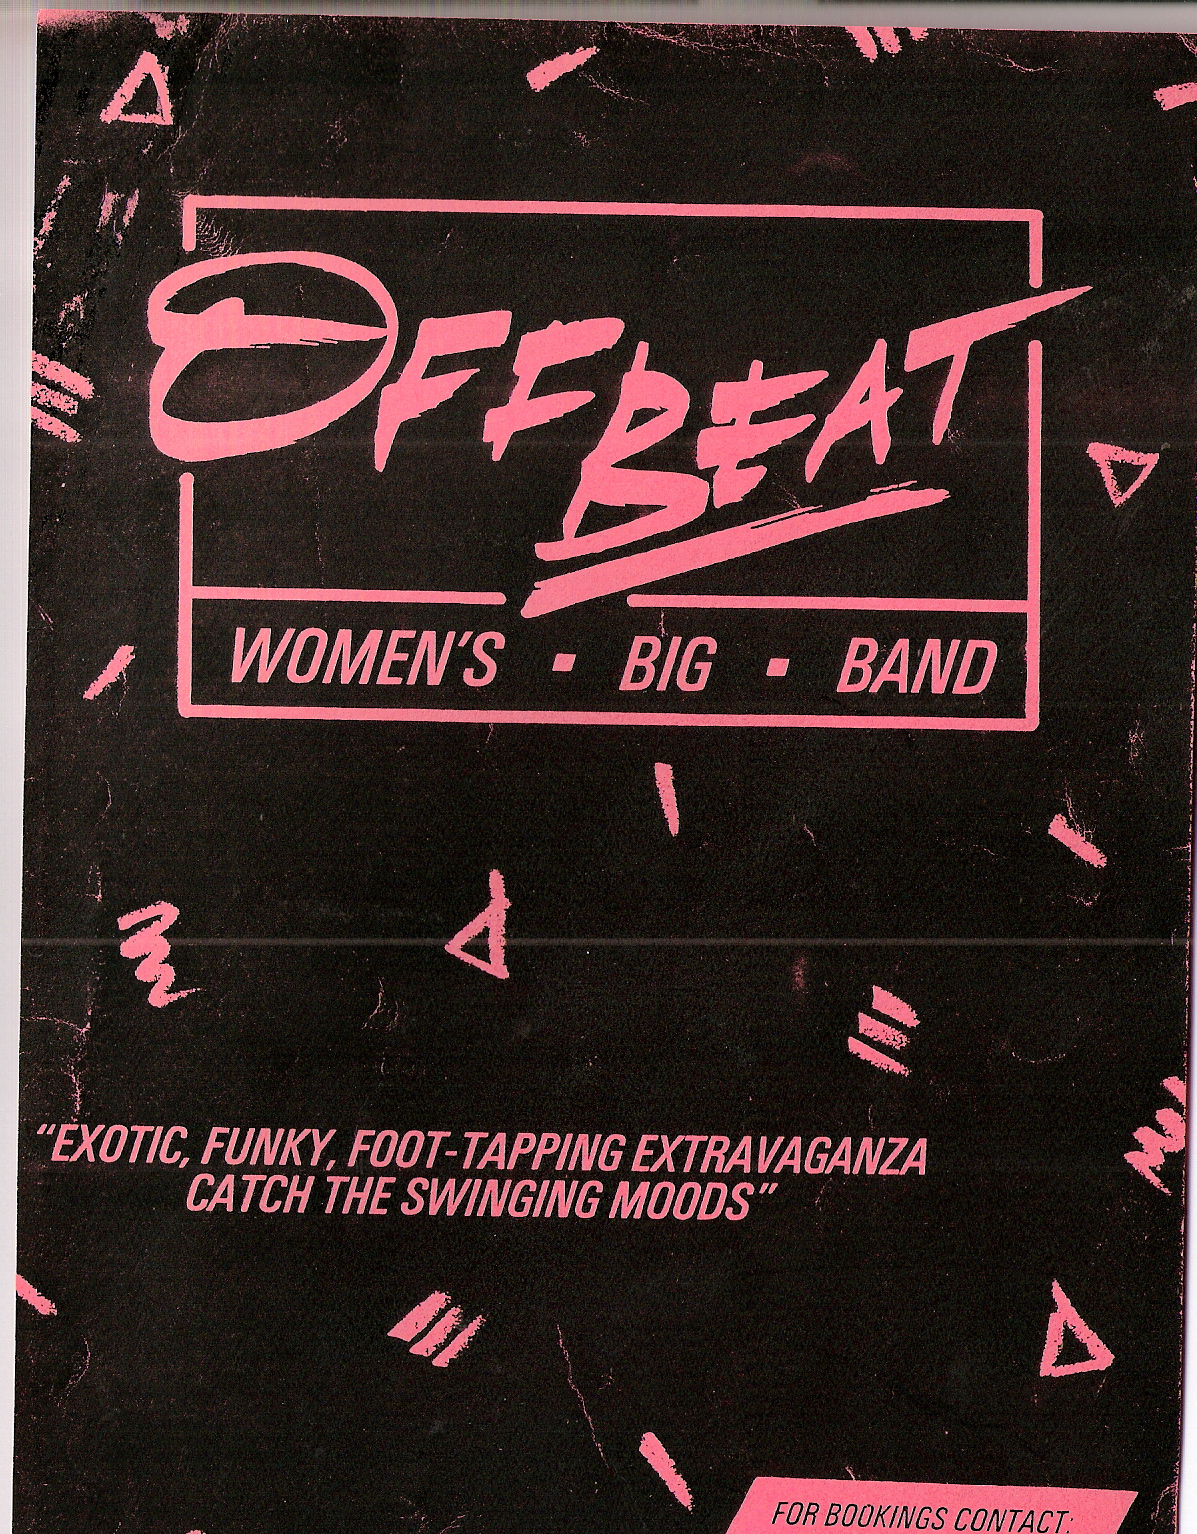 OFFBEAT
WOMEN'S ▪ BIG ▪ BAND
"EXOTIC, FUNKY, FOOT-TAPPING EXTRAVAGANZA
CATCH THE SWINGING MOODS"
FOR BOOKINGS CONTACT: